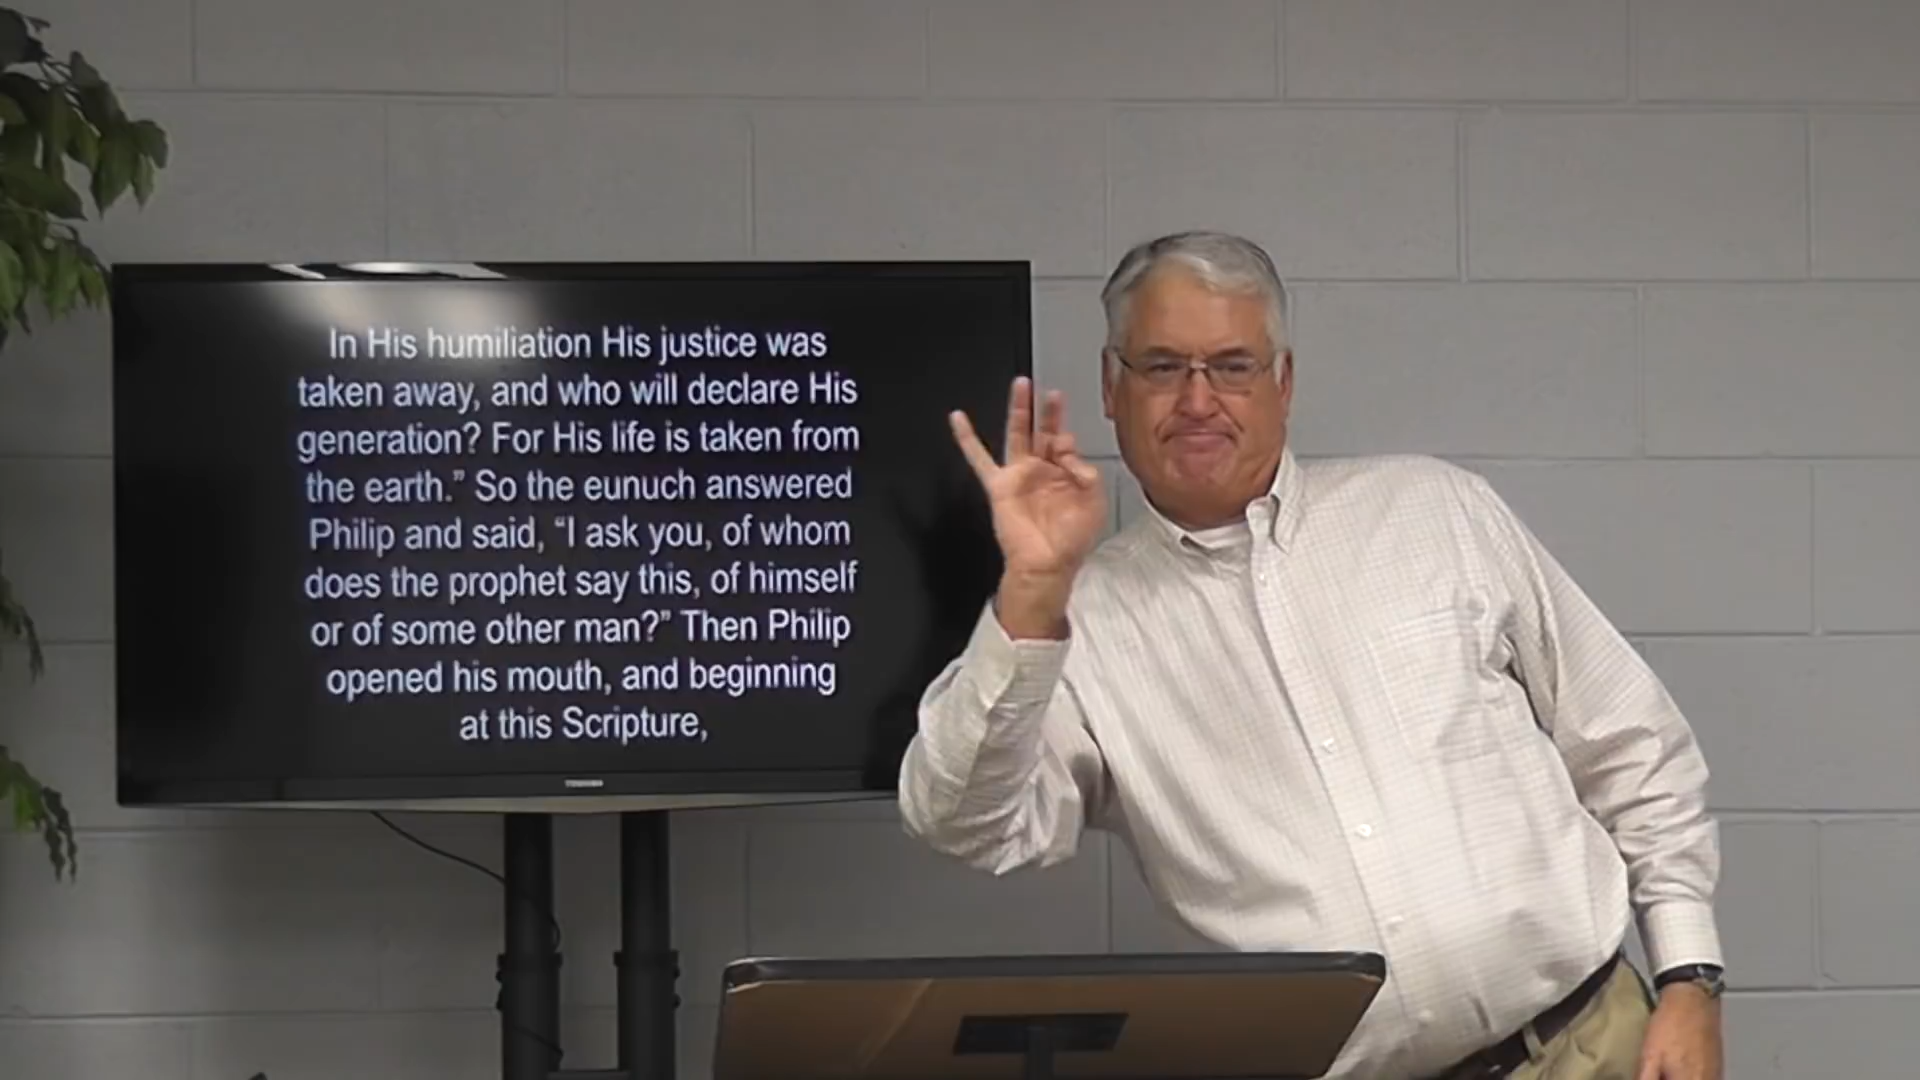 In His humiliation His justice was
taken away, and who will declare His
generation? For His life is taken from
the earth.” So the eunuch answered
Philip and said, “I ask you, of whom
does the prophet say this, of himself
or of some other man?” Then Philip
opened his mouth, and beginning
at this Scripture,
TOSHIBA